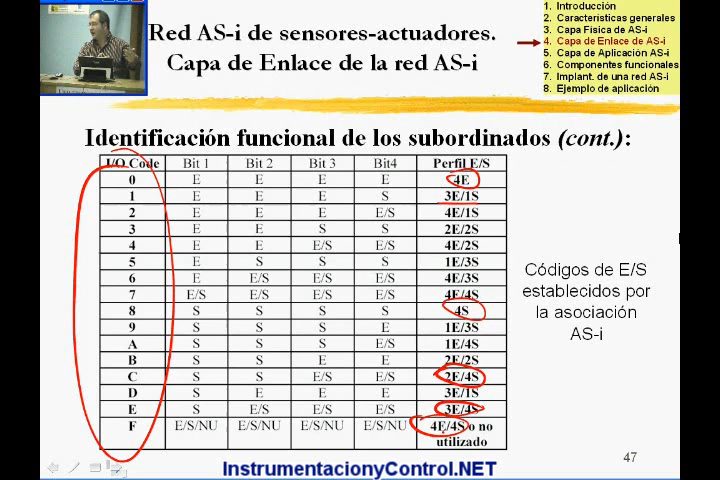 Red AS-i de sensores-actuadores.
Capa de Enlace de la red AS-i
1. Introducción
2. Características generales
3. Capa Física de AS-i
4. Capa de Enlace de AS-i
5. Capa de Aplicación AS-i
6. Componentes funcionales
7. Implant. de una red AS-i
8. Ejemplo de aplicación
Identificación funcional de los subordinados (cont.):
I/O Code Bit 1 Bit 2 Bit 3 Bit4 Perfil E/S
0 E E E E 4E
1 E E E S 3E/1S
2 E E E E/S 4E/1S
3 E E S S 2E/2S
4 E E E/S E/S 4E/2S
5 E S S S 1E/3S
6 E E/S E/S E/S 4E/3S
7 E/S E/S E/S E/S 4E/4S
8 S S S S 4S
9 S S S E 1E/3S
A S S S E/S 1E/4S
B S S E E 2E/2S
C S S E/S E/S 2E/4S
D S E E E 3E/1S
E S E/S E/S E/S 3E/4S
F E/S/NU E/S/NU E/S/NU E/S/NU 4E/4S o no
utilizado
Códigos de E/S
establecidos por
la asociación
AS-i
47
InstrumentacionyControl.NET